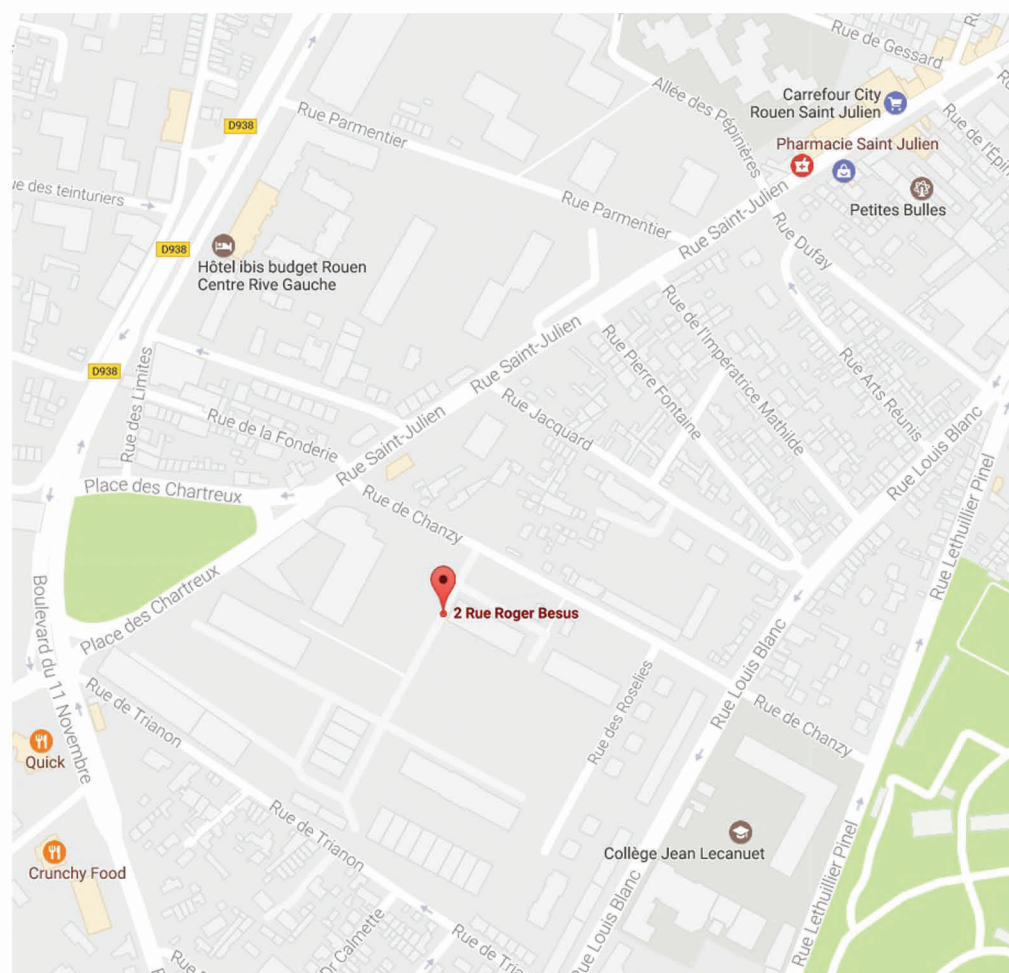 Rue de Gessard
Allée des Pépinières
Carrefour City
Rouen Saint Julien
Rue Parmentier
D938
Pharmacie Saint Julien
Rue de l'Épin
ue des teinturiers
Rue Parmentier
Rue Saint-Julien
Petites Bulles
D938
Rue Dufay
Hôtel ibis budget Rouen
Centre Rive Gauche
Rue de l'Impératrice Mathilde
Rue Saint-Julien
Rue Pierre Fontaine
Rue Arts Réunis
D938
Rue des Limites
Rue Jacquard
Rue de la Fonderie
Rue Saint-Julien
Rue Louis Blanc
Place des Chartreux
Rue de Chanzy
Rue Lethuillier Pinel
2 Rue Roger Besus
Place des Chartreux
Boulevard du 11 Novembre
Rue Louis Blanc
Rue des Roselies
Rue de Trianon
Rue de Chanzy
Quick
Rue de Trianon
Collège Jean Lecanuet
Crunchy Food
Rue Lethuillier Pinel
Rue Louis Blanc
Dr Calmette
Rue de Tria